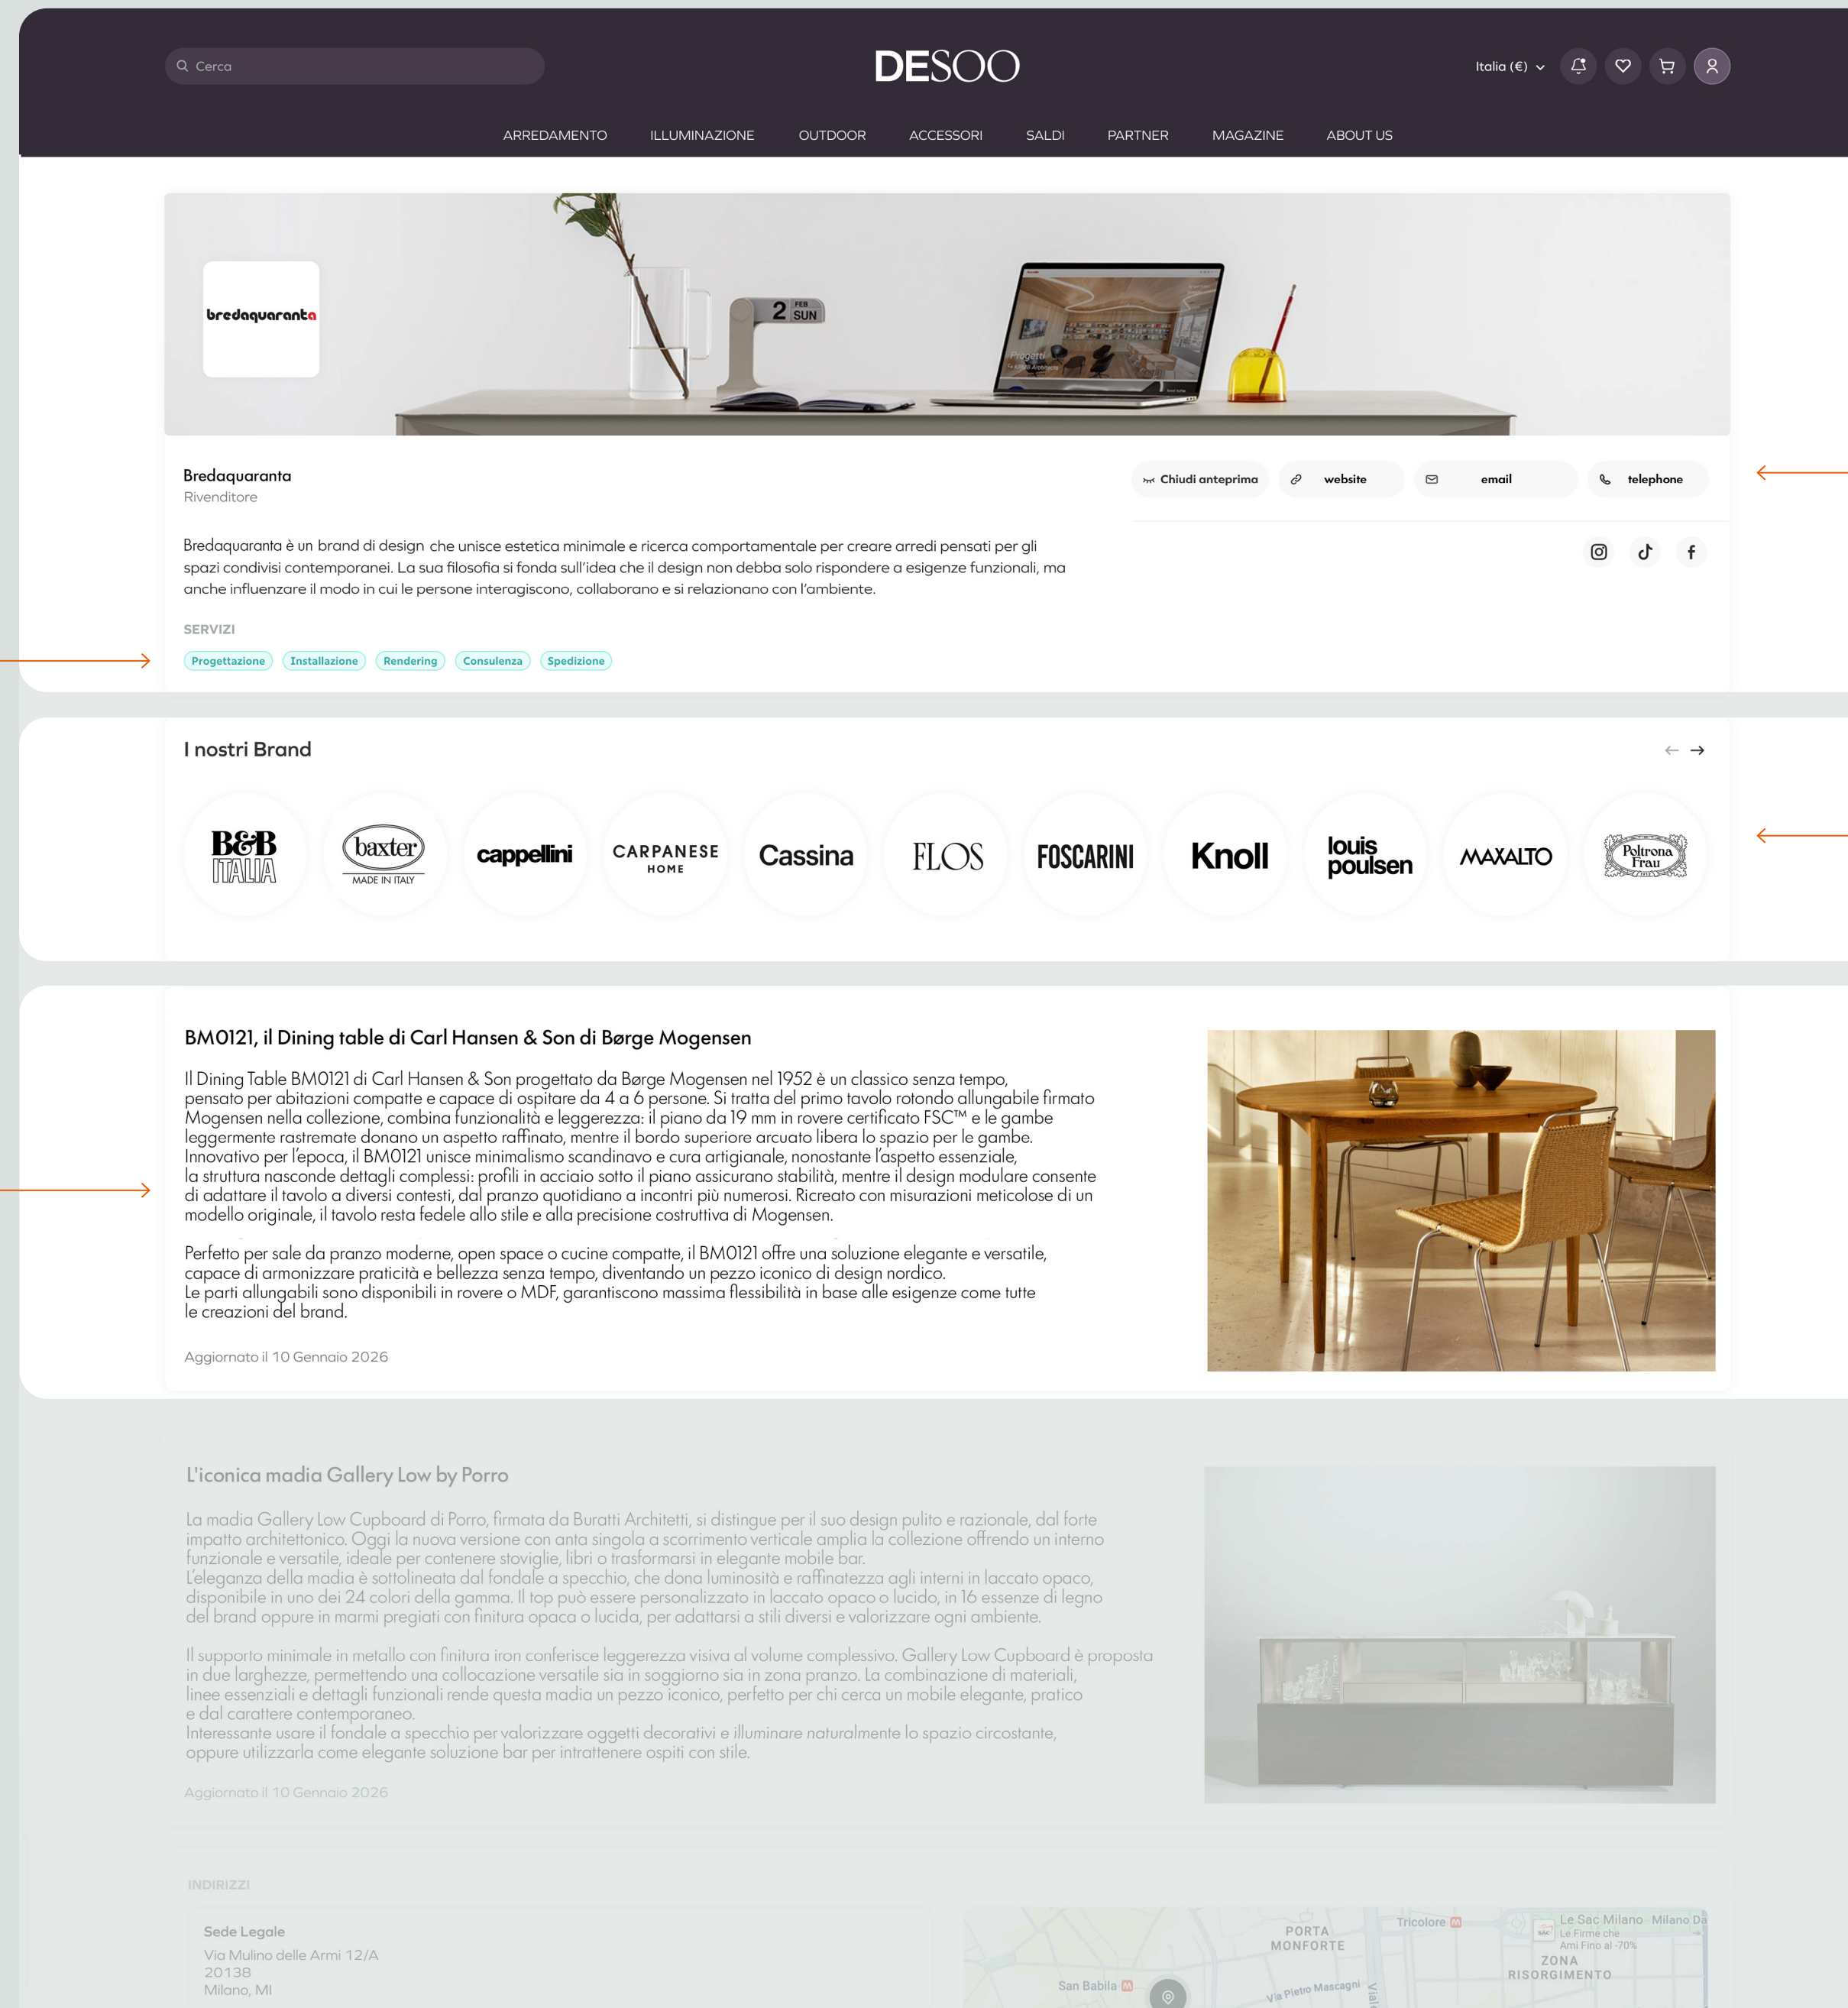 Cerca
DESOO
Italia (€)
ARREDAMENTO ILLUMINAZIONE OUTDOOR ACCESSORI SALDI PARTNER MAGAZINE ABOUT US
bredaquaranta
2 FEB SUN
Progetti
Bredaquaranta
Rivenditore
Chiudi anteprima website email telephone
Bredaquaranta è un brand di design che unisce estetica minimale e ricerca comportamentale per creare arredi pensati per gli
spazi condivisi contemporanei. La sua filosofia si fonda sull’idea che il design non debba solo rispondere a esigenze funzionali, ma
anche influenzare il modo in cui le persone interagiscono, collaborano e si relazionano con l’ambiente.
SERVIZI
Progettazione Installazione Rendering Consulenza Spedizione
I nostri Brand
B&B ITALIA
baxter MADE IN ITALY
cappellini
CARPANESE HOME
Cassina
FLOS
FOSCARINI
Knoll
louis poulsen
MAXALTO
Poltrona Frau
BM0121, il Dining table di Carl Hansen & Son di Børge Mogensen
Il Dining Table BM0121 di Carl Hansen & Son progettato da Børge Mogensen nel 1952 è un classico senza tempo,
pensato per abitazioni compatte e capace di ospitare da 4 a 6 persone. Si tratta del primo tavolo rotondo allungabile firmato
Mogensen nella collezione, combina funzionalità e leggerezza: il piano da 19 mm in rovere certificato FSC™ e le gambe
leggermente rastremate donano un aspetto raffinato, mentre il bordo superiore arcuato libera lo spazio per le gambe.
Innovativo per l’epoca, il BM0121 unisce minimalismo scandinavo e cura artigianale, nonostante l’aspetto essenziale,
la struttura nasconde dettagli complessi: profili in acciaio sotto il piano assicurano stabilità, mentre il design modulare consente
di adattare il tavolo a diversi contesti, dal pranzo quotidiano a incontri più numerosi. Ricreato con misurazioni meticolose di un
modello originale, il tavolo resta fedele allo stile e alla precisione costruttiva di Mogensen.
Perfetto per sale da pranzo moderne, open space o cucine compatte, il BM0121 offre una soluzione elegante e versatile,
capace di armonizzare praticità e bellezza senza tempo, diventando un pezzo iconico di design nordico.
Le parti allungabili sono disponibili in rovere o MDF, garantiscono massima flessibilità in base alle esigenze come tutte
le creazioni del brand.
Aggiornato il 10 Gennaio 2026
L'iconica madia Gallery Low by Porro
La madia Gallery Low Cupboard di Porro, firmata da Buratti Architetti, si distingue per il suo design pulito e razionale, dal forte
impatto architettonico. Oggi la nuova versione con anta singola a scorrimento verticale amplia la collezione offrendo un interno
funzionale e versatile, ideale per contenere stoviglie, libri o trasformarsi in elegante mobile bar.
L’eleganza della madia è sottolineata dal fondale a specchio, che dona luminosità e raffinatezza agli interni in laccato opaco,
disponibile in uno dei 24 colori della gamma. Il top può essere personalizzato in laccato opaco o lucido, in 16 essenze di legno
del brand oppure in marmi pregiati con finitura opaca o lucida, per adattarsi a stili diversi e valorizzare ogni ambiente.
Il supporto minimale in metallo con finitura iron conferisce leggerezza visiva al volume complessivo. Gallery Low Cupboard è proposta
in due larghezze, permettendo una collocazione versatile sia in soggiorno sia in zona pranzo. La combinazione di materiali,
linee essenziali e dettagli funzionali rende questa madia un pezzo iconico, perfetto per chi cerca un mobile elegante, pratico
e dal carattere contemporaneo.
Interessante usare il fondale a specchio per valorizzare oggetti decorativi e illuminare naturalmente lo spazio circostante,
oppure utilizzarla come elegante soluzione bar per intrattenere ospiti con stile.
Aggiornato il 10 Gennaio 2026
INDIRIZZI
Sede Legale
Via Mulino delle Armi 12/A
20138
Milano, MI
PORTA
MONFORTE
Tricolore M
Le Sac Milano
Le Firme che
Ami Fino al -70%
Milano Da
ZONA
RISORGIMENTO
San Babila M
Via Pietro Mascagni